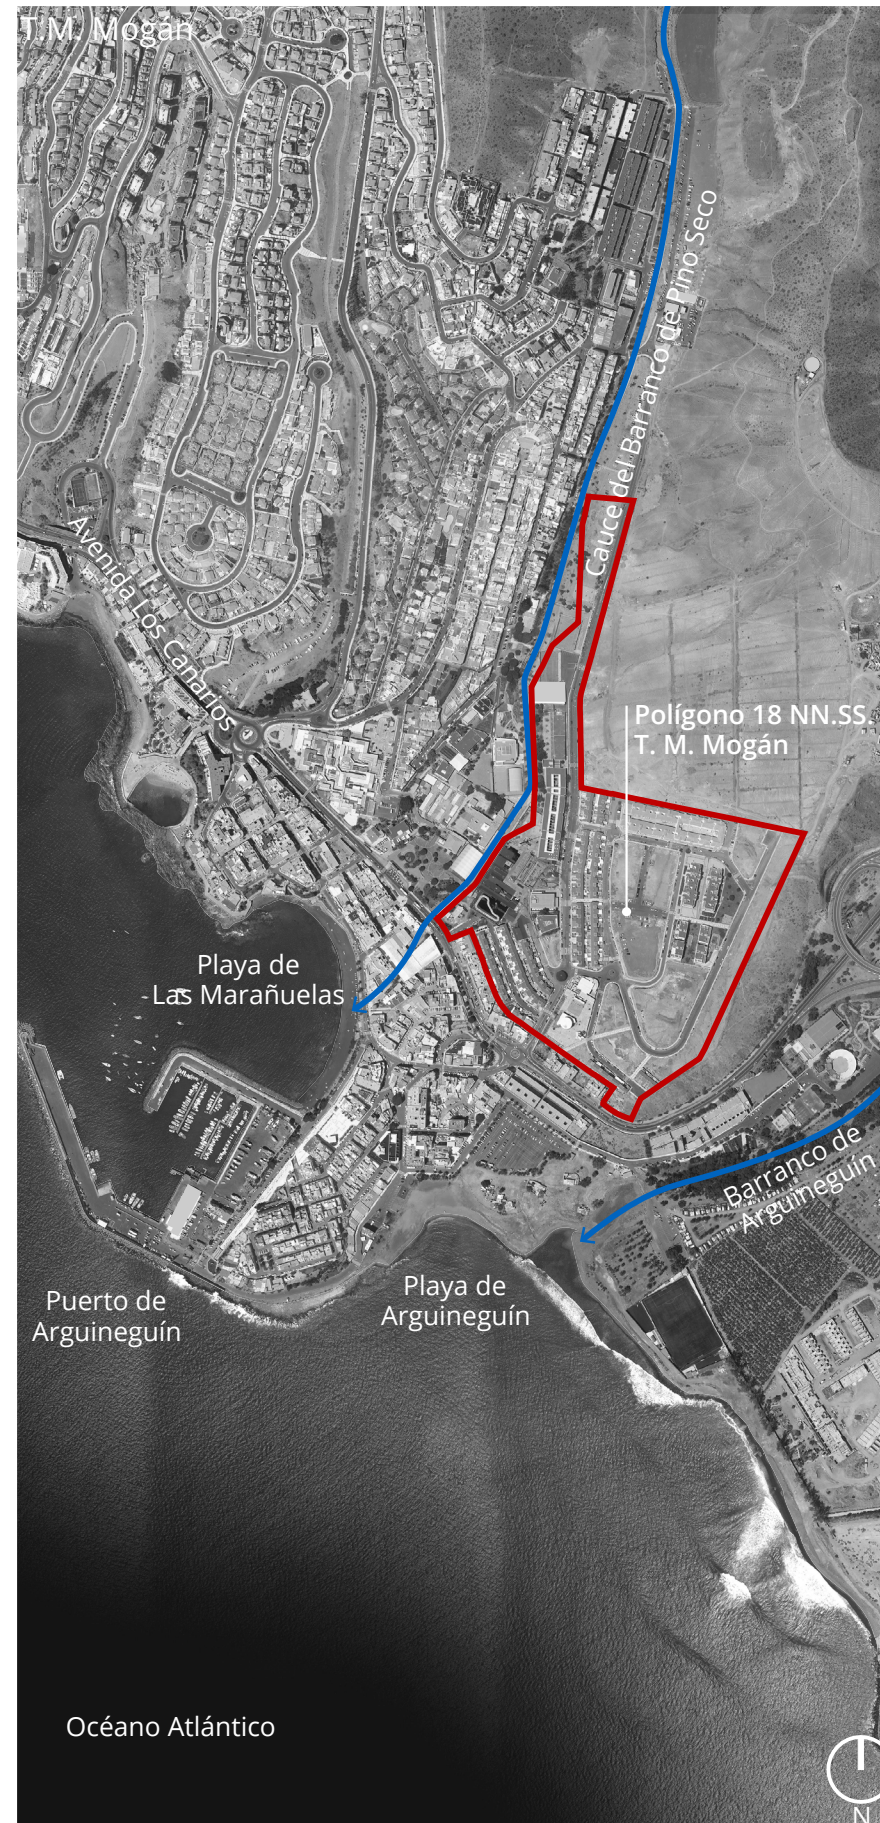 T.M. Mogán
Cauce del Barranco de Pino Seco
Avenida Los Canarios
Polígono 18 NN.SS.
T. M. Mogán
Playa de
Las Marañuelas
Barranco de
Arguineguín
Puerto de
Arguineguín
Playa de
Arguineguín
Océano Atlántico
N